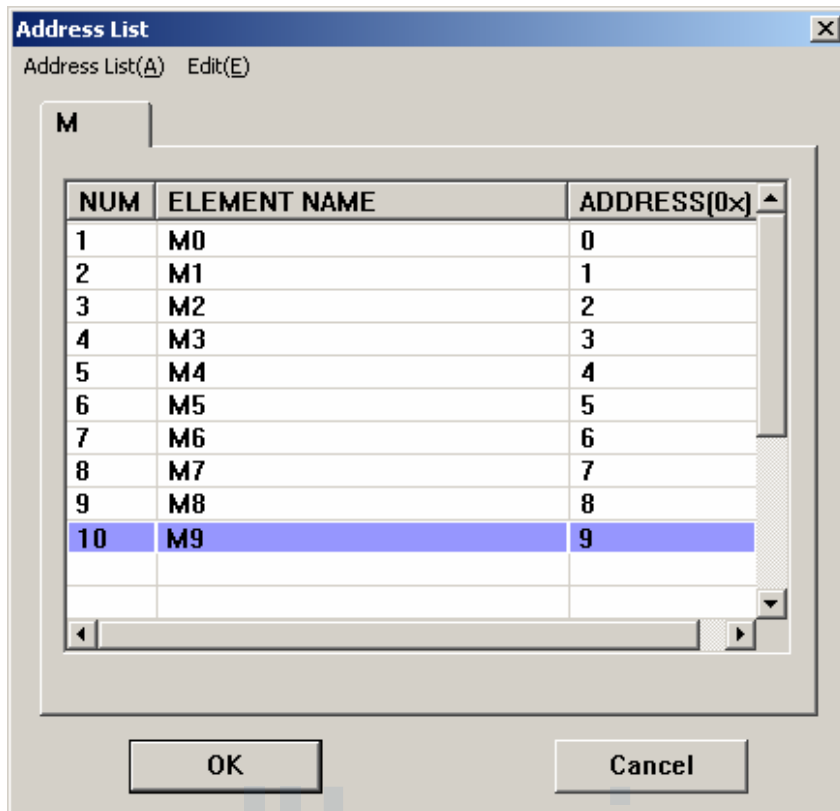 Address List
Address List(A) Edit(E)
M
NUM ELEMENT NAME ADDRESS(0x)
1 M0 0
2 M1 1
3 M2 2
4 M3 3
5 M4 4
6 M5 5
7 M6 6
8 M7 7
9 M8 8
10 M9 9
OK Cancel